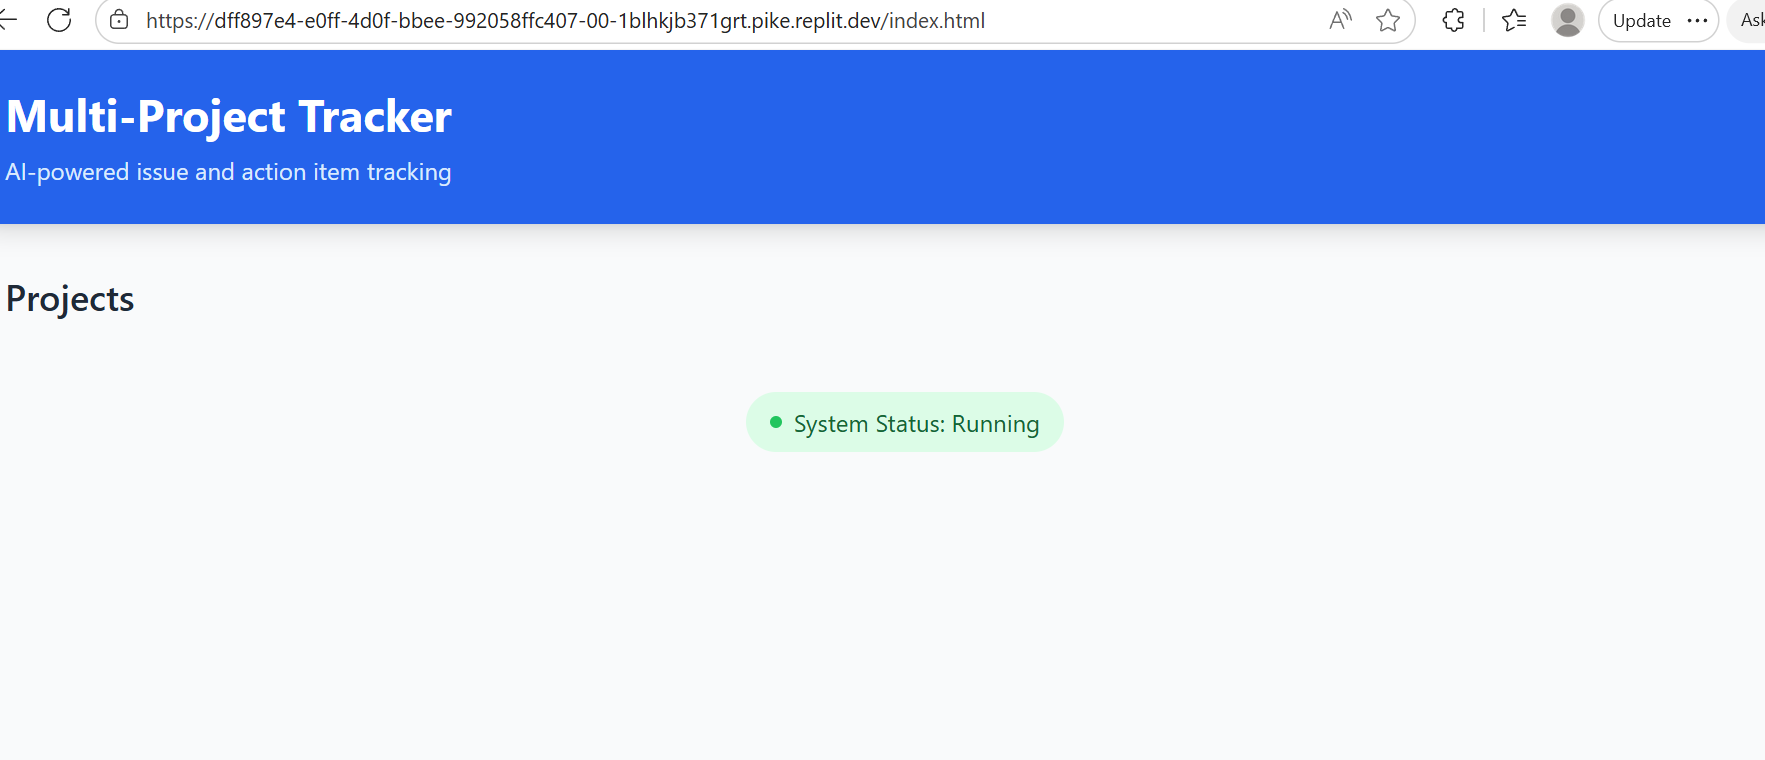 https://dff897e4-e0ff-4d0f-bbee-992058ffc407-00-1blhkjb371grt.pike.replit.dev/index.html
Update
Multi-Project Tracker
AI-powered issue and action item tracking
Projects
System Status: Running